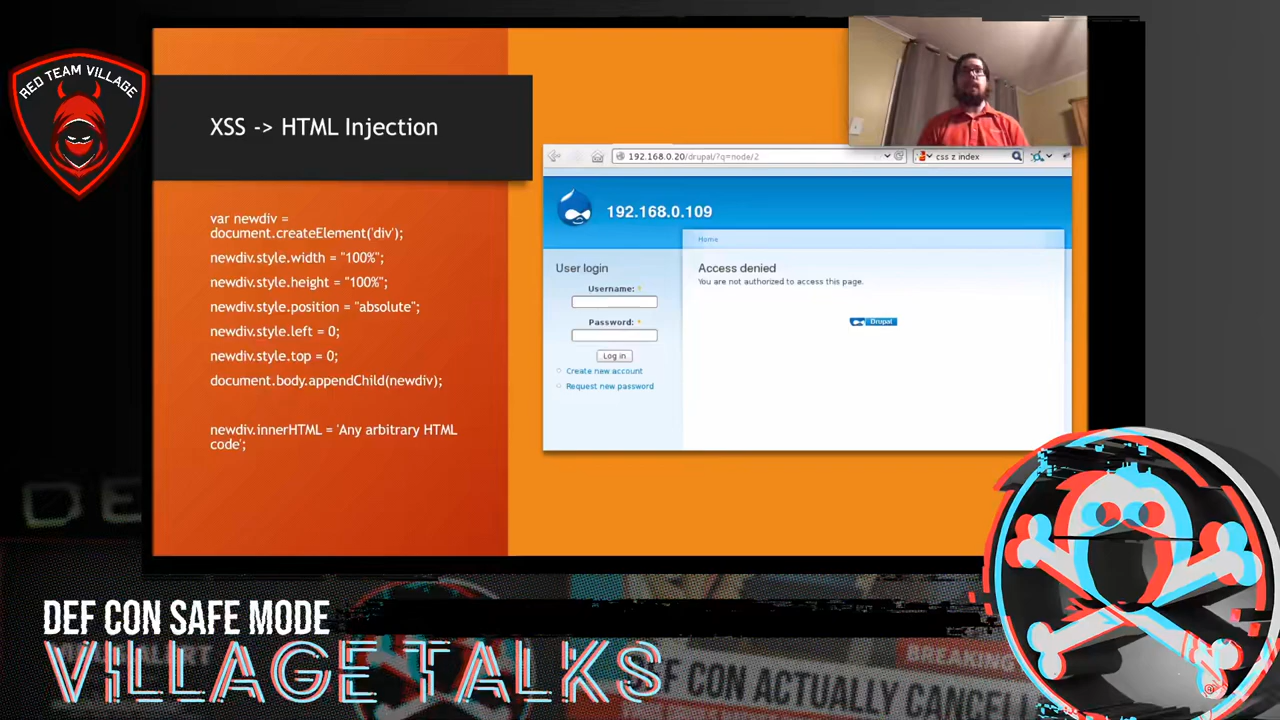 RED TEAM VILLAGE
XSS -> HTML Injection
var newdiv =
document.createElement('div');
newdiv.style.width = "100%";
newdiv.style.height = "100%";
newdiv.style.position = "absolute";
newdiv.style.left = 0;
newdiv.style.top = 0;
document.body.appendChild(newdiv);
newdiv.innerHTML = 'Any arbitrary HTML
code';
192.168.0.20/drupal/?q=node/2
css z index
192.168.0.109
Home
User login
Username: *
Password: *
Log in
Create new account
Request new password
Access denied
You are not authorized to access this page.
Drupal
DEF CON SAFE MODE
VILLAGE TALKS
BREAKING
DEF CON ACTUALLY CANCELL